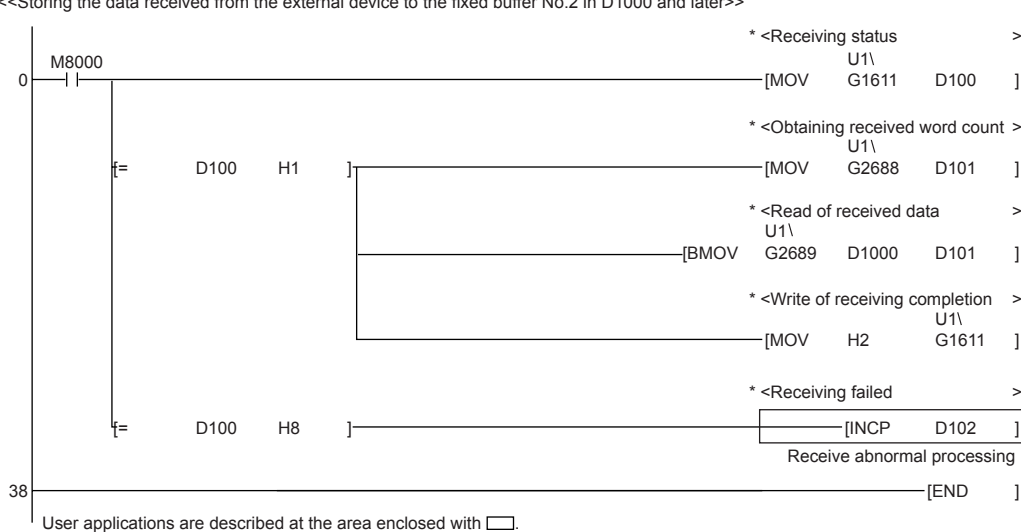 <<Storing the data received from the external device to the fixed buffer No.2 in D1000 and later>>
* <Receiving status >
M8000
U1\
0 [MOV G1611 D100 ]
* <Obtaining received word count >
U1\
[= D100 H1 ] [MOV G2688 D101 ]
* <Read of received data >
U1\
[BMOV G2689 D1000 D101 ]
* <Write of receiving completion >
U1\
[MOV H2 G1611 ]
* <Receiving failed >
[= D100 H8 ] [INCP D102 ]
Receive abnormal processing
38 [END ]
User applications are described at the area enclosed with .